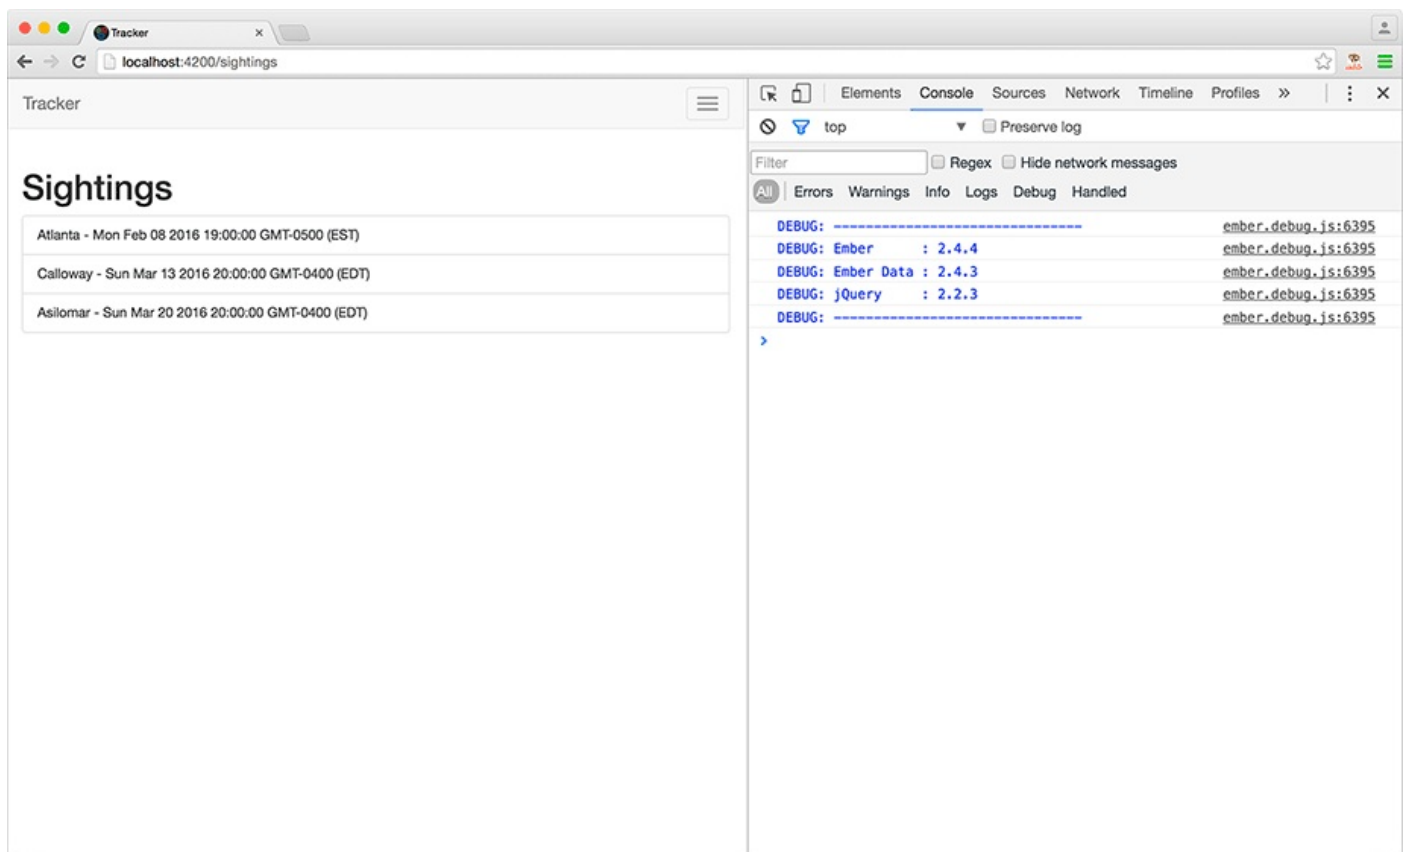 Tracker
localhost:4200/sightings
Tracker
Sightings
Atlanta - Mon Feb 08 2016 19:00:00 GMT-0500 (EST)
Calloway - Sun Mar 13 2016 20:00:00 GMT-0400 (EDT)
Asilomar - Sun Mar 20 2016 20:00:00 GMT-0400 (EDT)
Elements Console Sources Network Timeline Profiles »
top Preserve log
Filter Regex Hide network messages
All Errors Warnings Info Logs Debug Handled
DEBUG: ------------------------------- ember.debug.js:6395
DEBUG: Ember : 2.4.4 ember.debug.js:6395
DEBUG: Ember Data : 2.4.3 ember.debug.js:6395
DEBUG: jQuery : 2.2.3 ember.debug.js:6395
DEBUG: ------------------------------- ember.debug.js:6395